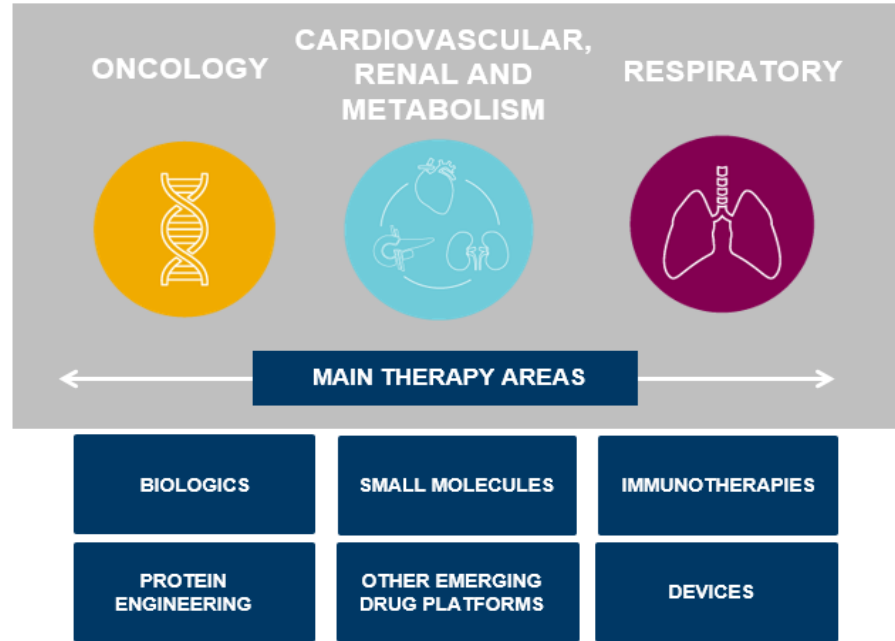 ONCOLOGY
CARDIOVASCULAR,
RENAL AND
METABOLISM
RESPIRATORY
MAIN THERAPY AREAS
BIOLOGICS
SMALL MOLECULES
IMMUNOTHERAPIES
PROTEIN
ENGINEERING
OTHER EMERGING
DRUG PLATFORMS
DEVICES